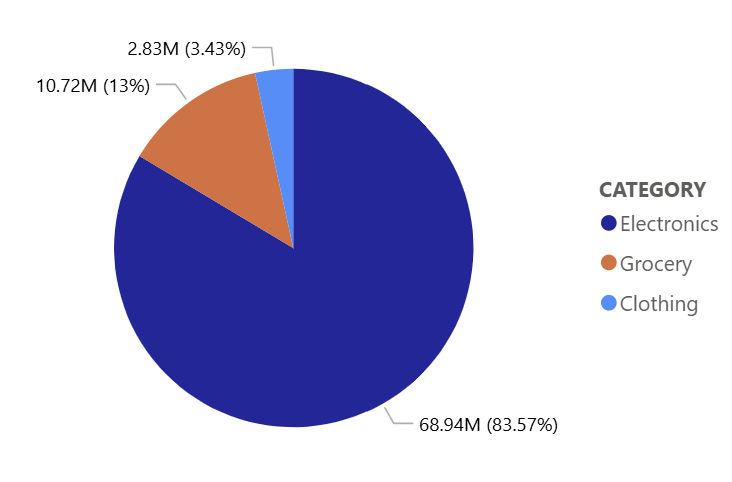 2.83M (3.43%)
10.72M (13%)
68.94M (83.57%)
CATEGORY
Electronics
Grocery
Clothing